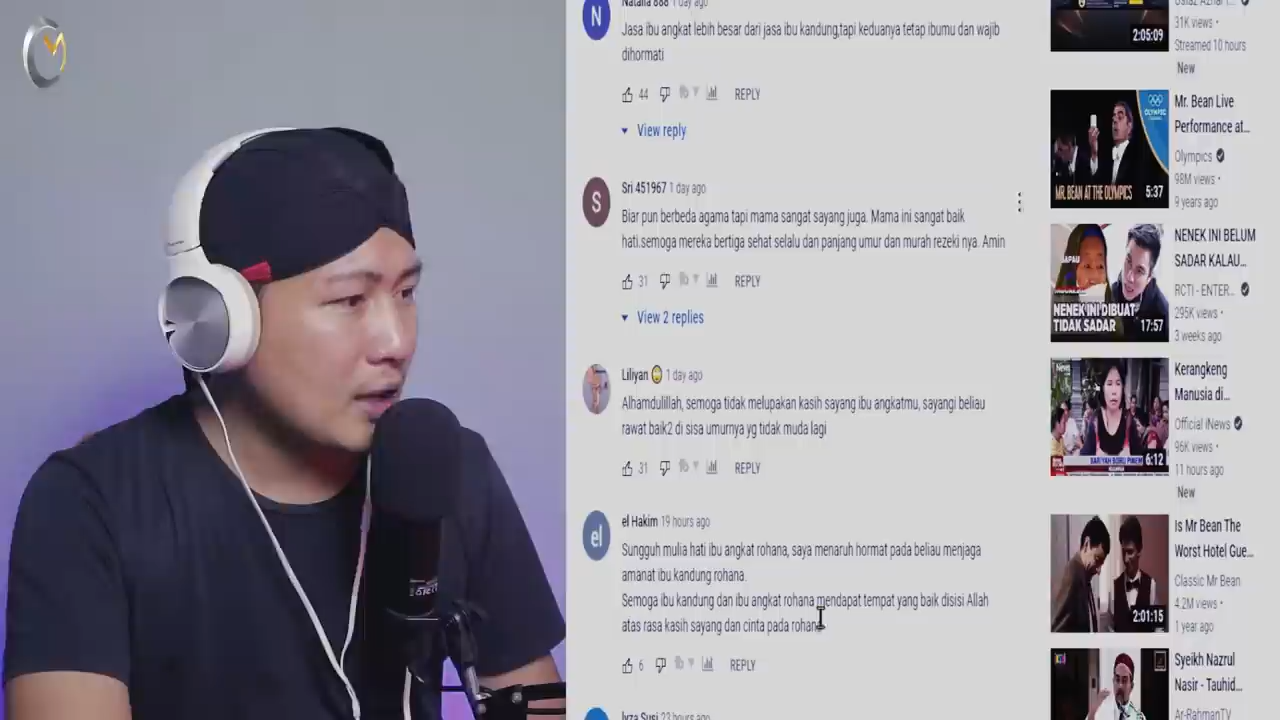 Natalia 888 1 day ago
Jasa ibu angkat lebih besar dari jasa ibu kandung,tapi keduanya tetap ibumu dan wajib
dihormati
44 REPLY
View reply
Sri 451967 1 day ago
Biar pun berbeda agama tapi mama sangat sayang juga. Mama ini sangat baik
hati.semoga mereka bertiga sehat selalu dan panjang umur dan murah rezeki nya. Amin
31 REPLY
View 2 replies
Liliyan 1 day ago
Alhamdulillah, semoga tidak melupakan kasih sayang ibu angkatmu, sayangi beliau
rawat baik2 di sisa umurnya yg tidak muda lagi
31 REPLY
el Hakim 19 hours ago
Sungguh mulia hati ibu angkat rohana, saya menaruh hormat pada beliau menjaga
amanat ibu kandung rohana.
Semoga ibu kandung dan ibu angkat rohana mendapat tempat yang baik disisi Allah
atas rasa kasih sayang dan cinta pada rohana
6 REPLY
Iyza Susi 23 hours ago
N
S
el
31K views •
Streamed 10 hours
New
2:05:09
Mr. Bean Live
Performance at...
Olympics
98M views •
9 years ago
MR. BEAN AT THE OLYMPICS
5:37
NENEK INI BELUM
SADAR KALAU...
RCTI - ENTER...
295K views •
3 weeks ago
NENEK INI DIBUAT
TIDAK SADAR
17:57
Kerangkeng
Manusia di...
Official iNews
96K views •
11 hours ago
New
6:12
Is Mr Bean The
Worst Hotel Gue...
Classic Mr Bean
4.2M views •
1 year ago
2:01:15
Syeikh Nazrul
Nasir - Tauhid...
Ar-RahmanTV